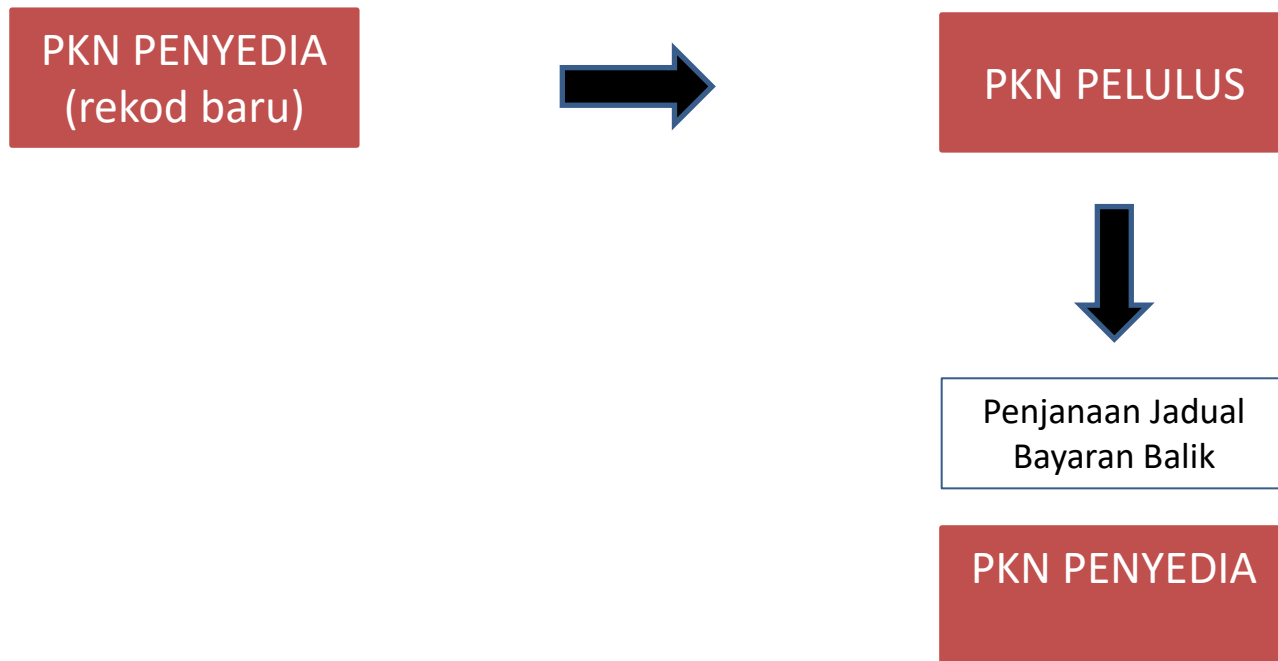 PKN PENYEDIA
(rekod baru)
PKN PELULUS
Penjanaan Jadual
Bayaran Balik
PKN PENYEDIA